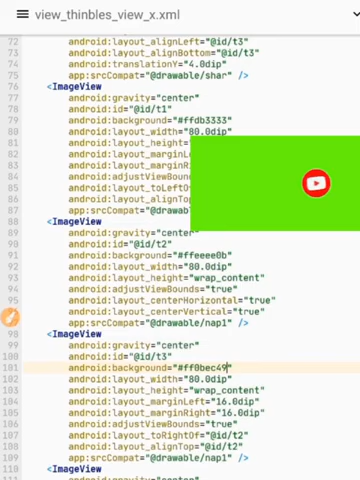 view_thinbles_view_x.xml
72 android:layout_alignLeft="@id/t3"
73 android:layout_alignBottom="@id/t3"
74 android:translationY="4.0dip"
75 app:srcCompat="@drawable/shar" />
76 <ImageView
77 android:gravity="center"
78 android:id="@id/t1"
79 android:background="#ffdb3333"
80 android:layout_width="80.0dip"
81 android:layout_height=
82 android:layout_marginL
83 android:layout_marginR
84 android:adjustViewBoun
85 android:layout_toLeftO
86 android:layout_alignTo
87 app:srcCompat="@drawab
88 <ImageView
89 android:gravity="center"
90 android:id="@id/t2"
91 android:background="#ffeeee0b"
92 android:layout_width="80.0dip"
93 android:layout_height="wrap_content"
94 android:adjustViewBounds="true"
95 android:layout_centerHorizontal="true"
96 android:layout_centerVertical="true"
app:srcCompat="@drawable/nap1" />
98 <ImageView
99 android:gravity="center"
100 android:id="@id/t3"
101 android:background="#ff0bec49"
102 android:layout_width="80.0dip"
103 android:layout_height="wrap_content"
104 android:layout_marginLeft="16.0dip"
105 android:layout_marginRight="16.0dip"
106 android:adjustViewBounds="true"
107 android:layout_toRightOf="@id/t2"
108 android:layout_alignTop="@id/t2"
109 app:srcCompat="@drawable/nap1" />
110 <ImageView
111 android:gravity="center"